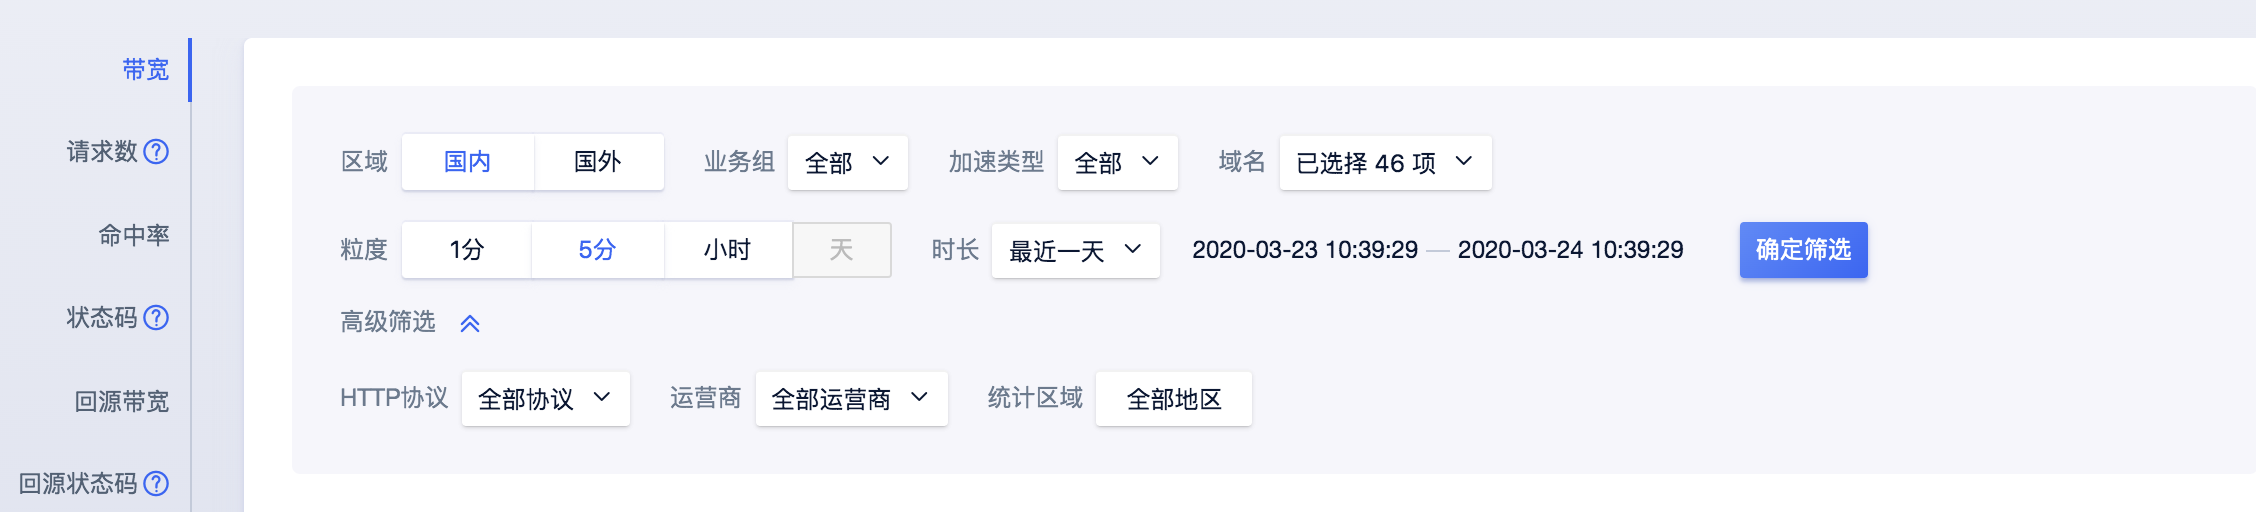 带宽
请求数
命中率
状态码
回源带宽
回源状态码
区域 国内 国外 业务组 全部 加速类型 全部 域名 已选择 46 项
粒度 1分 5分 小时 天 时长 最近一天 2020-03-23 10:39:29 — 2020-03-24 10:39:29 确定筛选
高级筛选
HTTP协议 全部协议 运营商 全部运营商 统计区域 全部地区